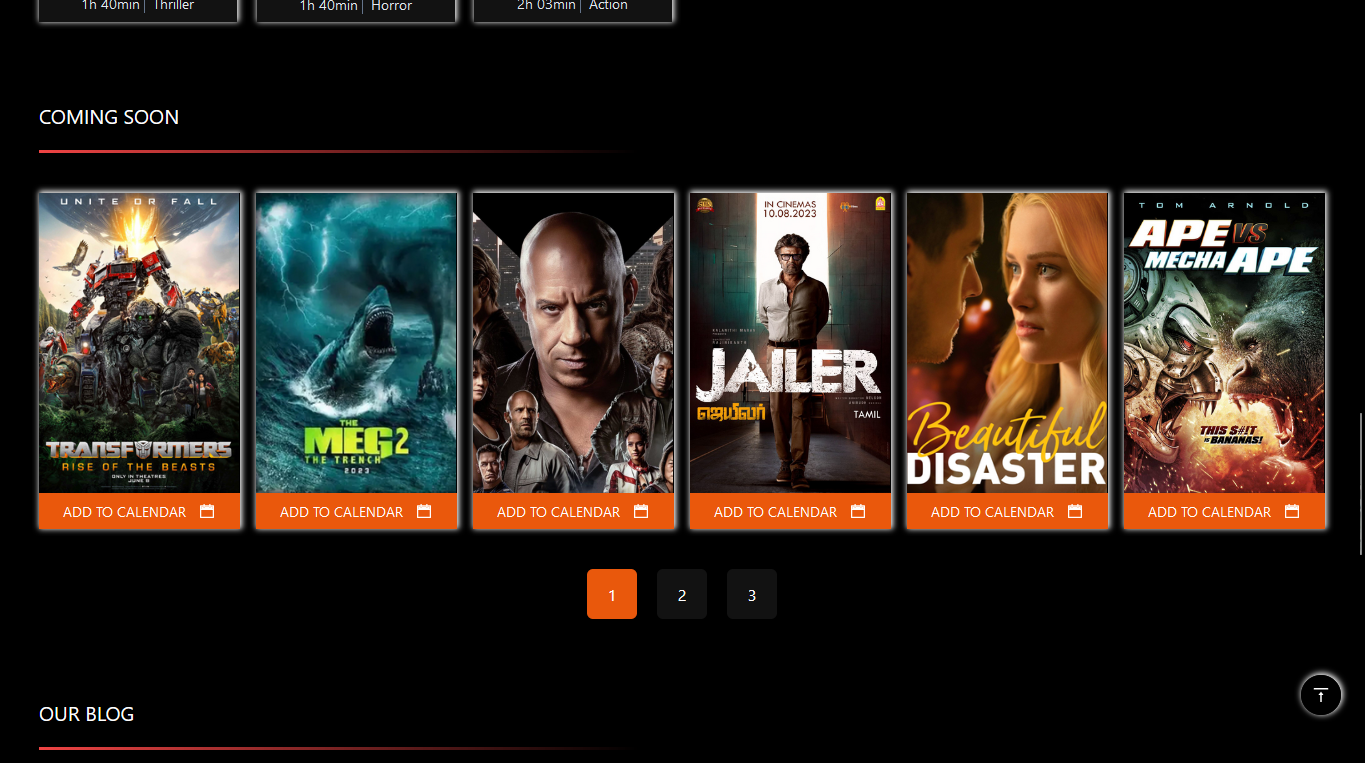 1h 40min | Thriller
1h 40min | Horror
2h 03min | Action
COMING SOON
UNITE OR FALL
TRANSFORMERS
RISE OF THE BEASTS
ONLY IN THEATRES
JUNE 9
ADD TO CALENDAR
THE
MEG 2
THE TRENCH
2023
ADD TO CALENDAR
ADD TO CALENDAR
IN CINEMAS
10.08.2023
KALANITHI MARAN
RAJINIKANTH
JAILER
ஜெயிலர்
TAMIL
ADD TO CALENDAR
Beautiful
DISASTER
ADD TO CALENDAR
TOM ARNOLD
APE VS
MECHA APE
THIS S#!T
IS BANANAS!
ADD TO CALENDAR
1
2
3
OUR BLOG